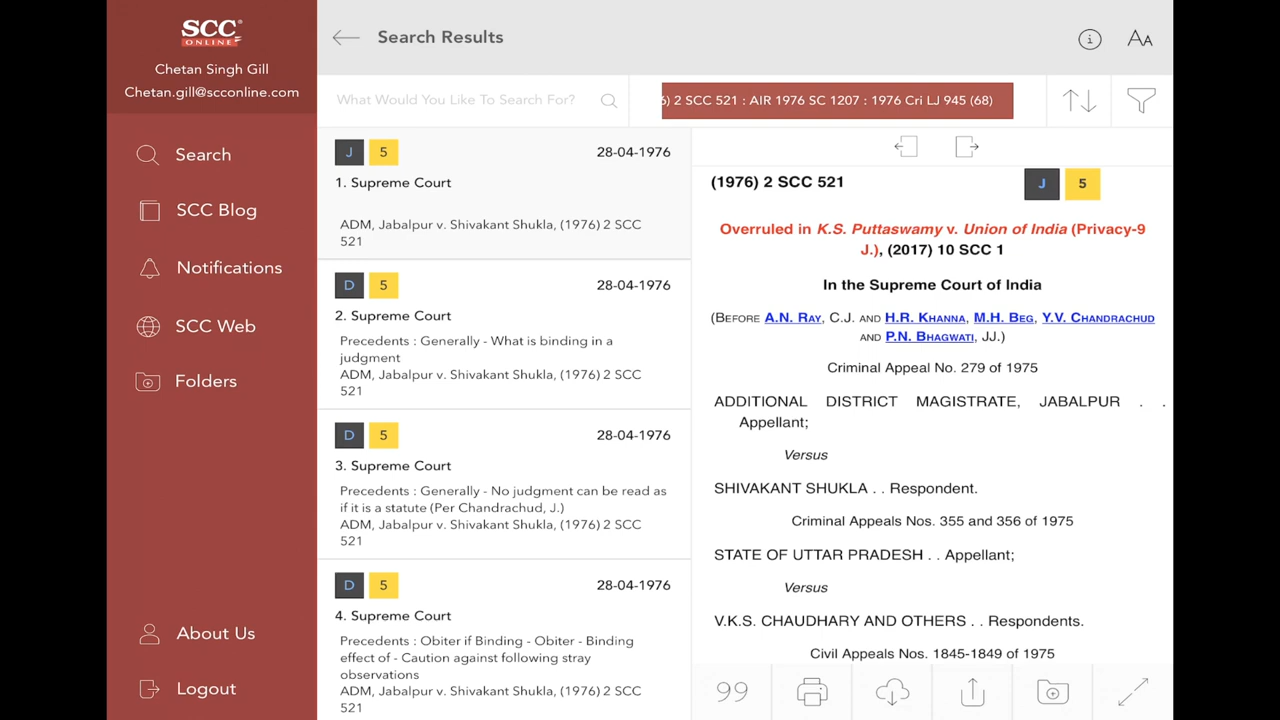 SCC®
ONLINE
Chetan Singh Gill
Chetan.gill@scconline.com
Search
SCC Blog
Notifications
SCC Web
Folders
About Us
Logout
Search Results
AA
What Would You Like To Search For?
6) 2 SCC 521 : AIR 1976 SC 1207 : 1976 Cri LJ 945 (68)
J 5 28-04-1976
1. Supreme Court
ADM, Jabalpur v. Shivakant Shukla, (1976) 2 SCC
521
D 5 28-04-1976
2. Supreme Court
Precedents : Generally - What is binding in a
judgment
ADM, Jabalpur v. Shivakant Shukla, (1976) 2 SCC
521
D 5 28-04-1976
3. Supreme Court
Precedents : Generally - No judgment can be read as
if it is a statute (Per Chandrachud, J.)
ADM, Jabalpur v. Shivakant Shukla, (1976) 2 SCC
521
D 5 28-04-1976
4. Supreme Court
Precedents : Obiter if Binding - Obiter - Binding
effect of - Caution against following stray
observations
ADM, Jabalpur v. Shivakant Shukla, (1976) 2 SCC
521
(1976) 2 SCC 521 J 5
Overruled in K.S. Puttaswamy v. Union of India (Privacy-9
J.), (2017) 10 SCC 1
In the Supreme Court of India
(Before A.N. Ray, C.J. and H.R. Khanna, M.H. Beg, Y.V. Chandrachud
and P.N. Bhagwati, JJ.)
Criminal Appeal No. 279 of 1975
ADDITIONAL DISTRICT MAGISTRATE, JABALPUR . .
Appellant;
Versus
SHIVAKANT SHUKLA . . Respondent.
Criminal Appeals Nos. 355 and 356 of 1975
STATE OF UTTAR PRADESH . . Appellant;
Versus
V.K.S. CHAUDHARY AND OTHERS . . Respondents.
Civil Appeals Nos. 1845-1849 of 1975